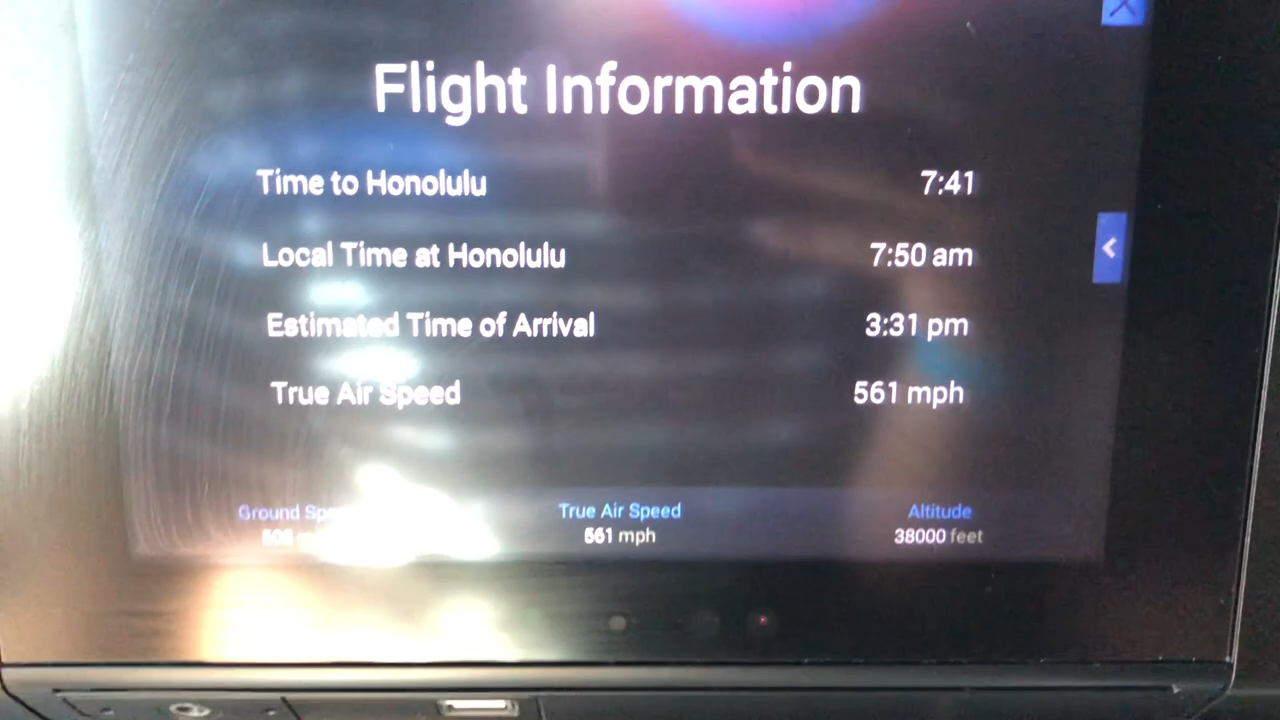 Flight Information
Time to Honolulu 7:41
Local Time at Honolulu 7:50 am
Estimated Time of Arrival 3:31 pm
True Air Speed 561 mph
Ground True Air Speed Altitude
561 mph 38000 feet